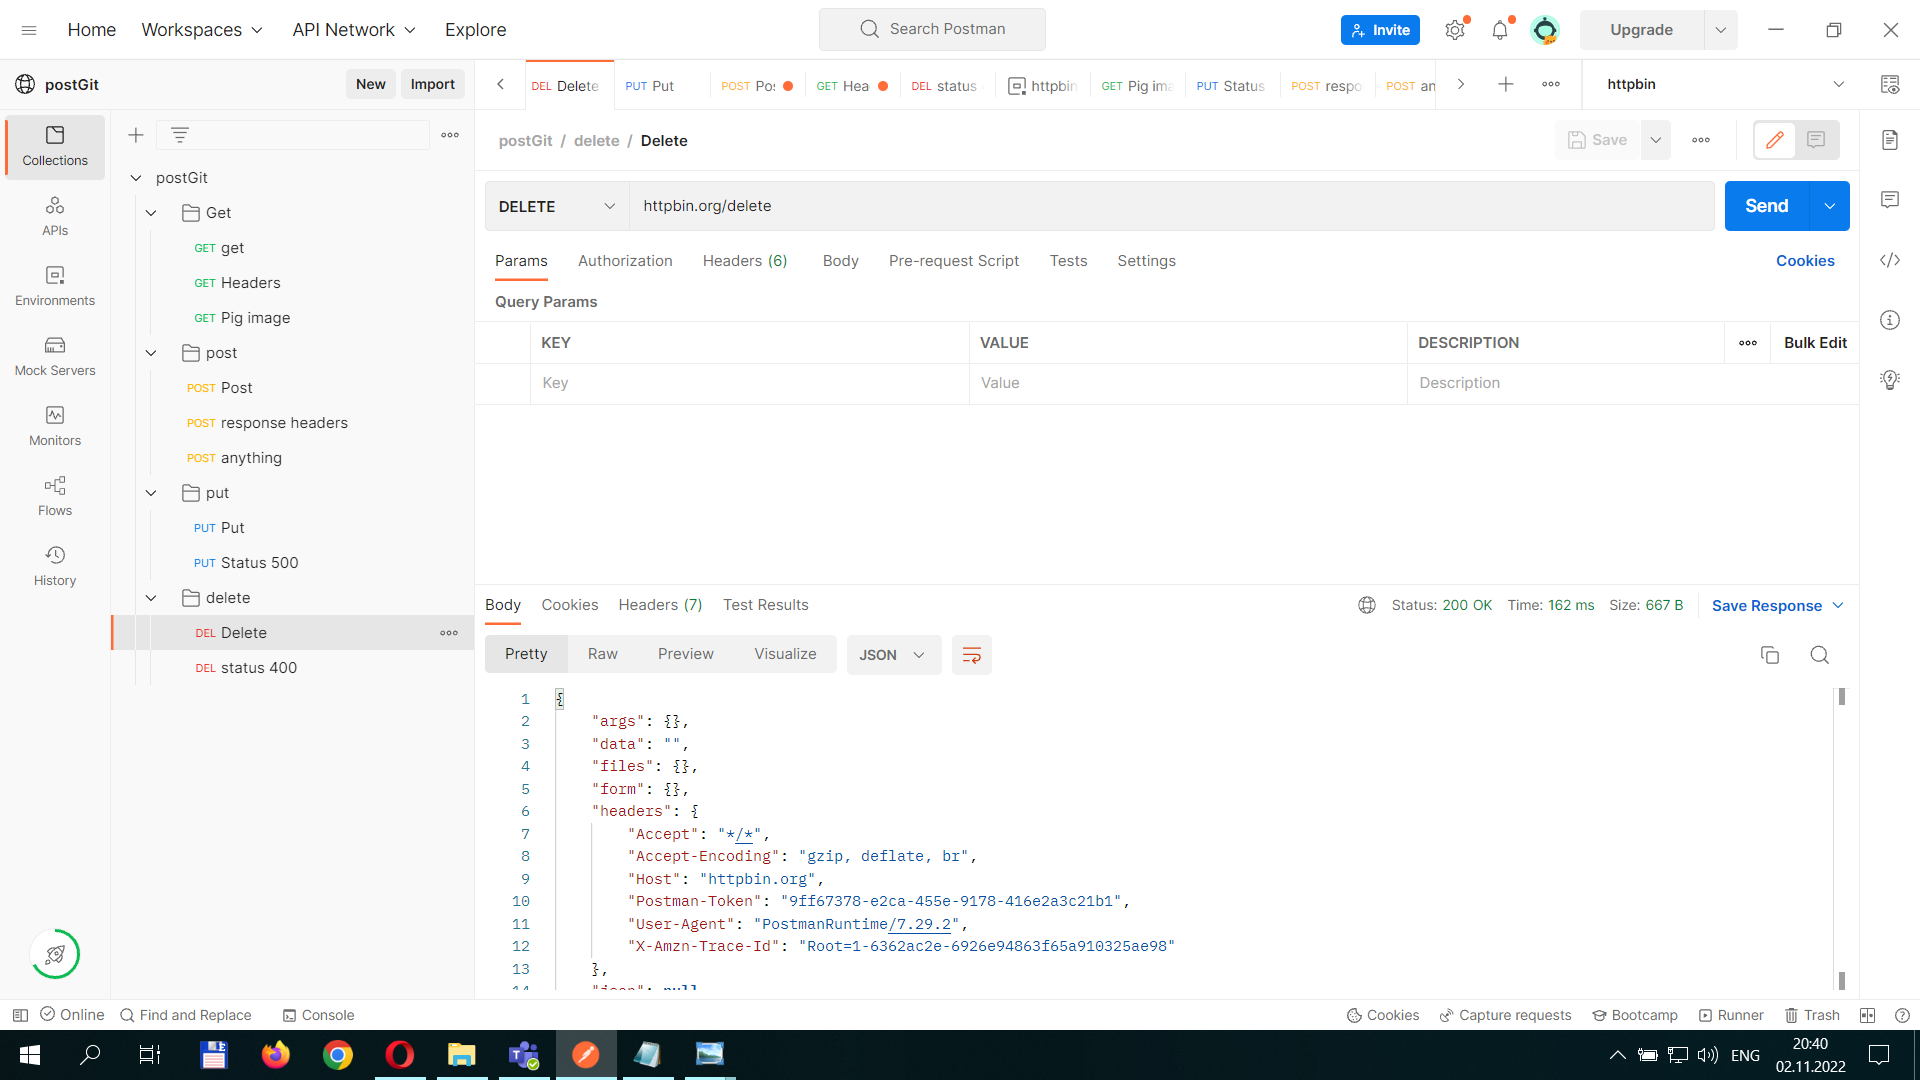 Home
Workspaces
API Network
Explore
Search Postman
Invite
Upgrade
postGit
New
Import
DEL Delete
PUT Put
POST Pos
GET Hea
DEL status
httpbin
GET Pig ima
PUT Status
POST respo
POST an
httpbin
Collections
APIs
Environments
Mock Servers
Monitors
Flows
History
postGit
Get
GET get
GET Headers
GET Pig image
post
POST Post
POST response headers
POST anything
put
PUT Put
PUT Status 500
delete
DEL Delete
DEL status 400
postGit / delete / Delete
Save
DELETE
httpbin.org/delete
Send
Params
Authorization
Headers (6)
Body
Pre-request Script
Tests
Settings
Cookies
Query Params
KEY
VALUE
DESCRIPTION
Bulk Edit
Key
Value
Description
Body
Cookies
Headers (7)
Test Results
Status: 200 OK
Time: 162 ms
Size: 667 B
Save Response
Pretty
Raw
Preview
Visualize
JSON
1 {
2 "args": {},
3 "data": "",
4 "files": {},
5 "form": {},
6 "headers": {
7 "Accept": "*/*",
8 "Accept-Encoding": "gzip, deflate, br",
9 "Host": "httpbin.org",
10 "Postman-Token": "9ff67378-e2ca-455e-9178-416e2a3c21b1",
11 "User-Agent": "PostmanRuntime/7.29.2",
12 "X-Amzn-Trace-Id": "Root=1-6362ac2e-6926e94863f65a910325ae98"
13 },
14 "json": null
Online
Find and Replace
Console
Cookies
Capture requests
Bootcamp
Runner
Trash
ENG
20:40
02.11.2022